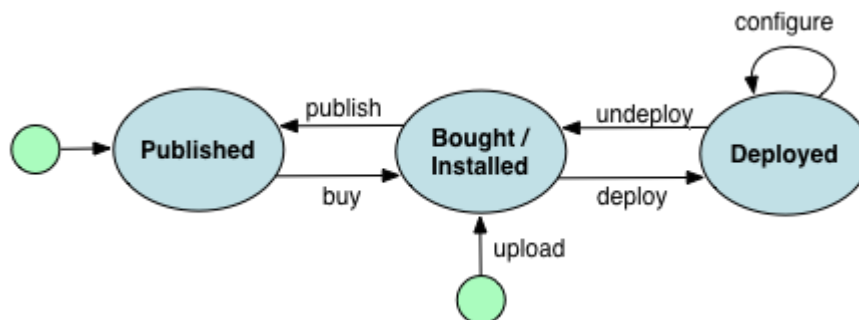 configure
publish
undeploy
Published
Bought /
Installed
Deployed
buy
deploy
upload